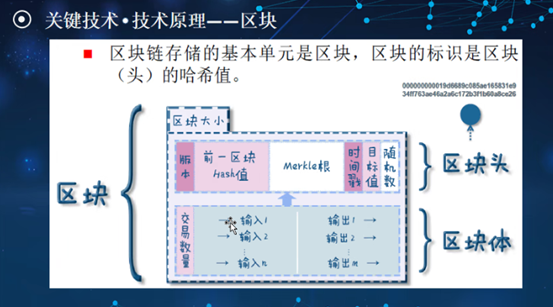 关键技术•技术原理——区块
■ 区块链存储的基本单元是区块，区块的标识是区块
（头）的哈希值。
000000000019d6689c085ae165831e9
34ff763ae46a2a6c172b3f1b60a8ce26
区块大小
版本
前一区块
Hash值
Merkle根
时间戳
目标值
随机数
区块头
区块
交易数量
→ 输入1
输出1 →
→ 输入2
输出2 →
→ 输入n
输出m →
区块体